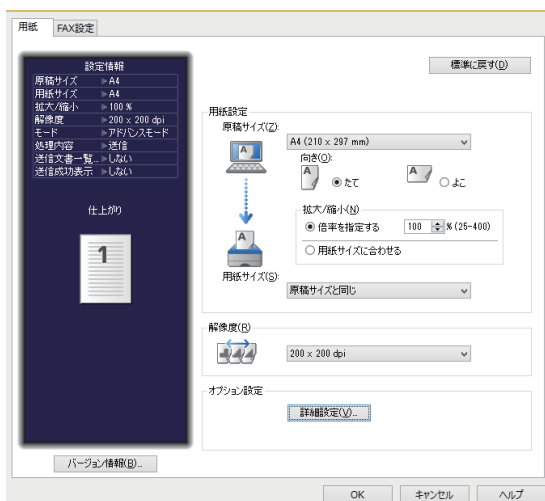 用紙
FAX設定
設定情報
原稿サイズ ▶A4
用紙サイズ ▶A4
拡大/縮小 ▶100 %
解像度 ▶200 x 200 dpi
モード ▶アドバンスモード
処理内容 ▶送信
送信文書一覧... ▶しない
送信成功表示 ▶しない
仕上がり
1
バージョン情報(B)...
標準に戻す(D)
用紙設定
原稿サイズ(Z):
A4 (210 x 297 mm)
向き(O):
A
A
たて
A
よこ
拡大/縮小(N)
倍率を指定する 100 % (25-400)
用紙サイズに合わせる
A
用紙サイズ(S):
原稿サイズと同じ
解像度(R)
200 x 200 dpi
オプション設定
詳細設定(V)...
OK
キャンセル
ヘルプ